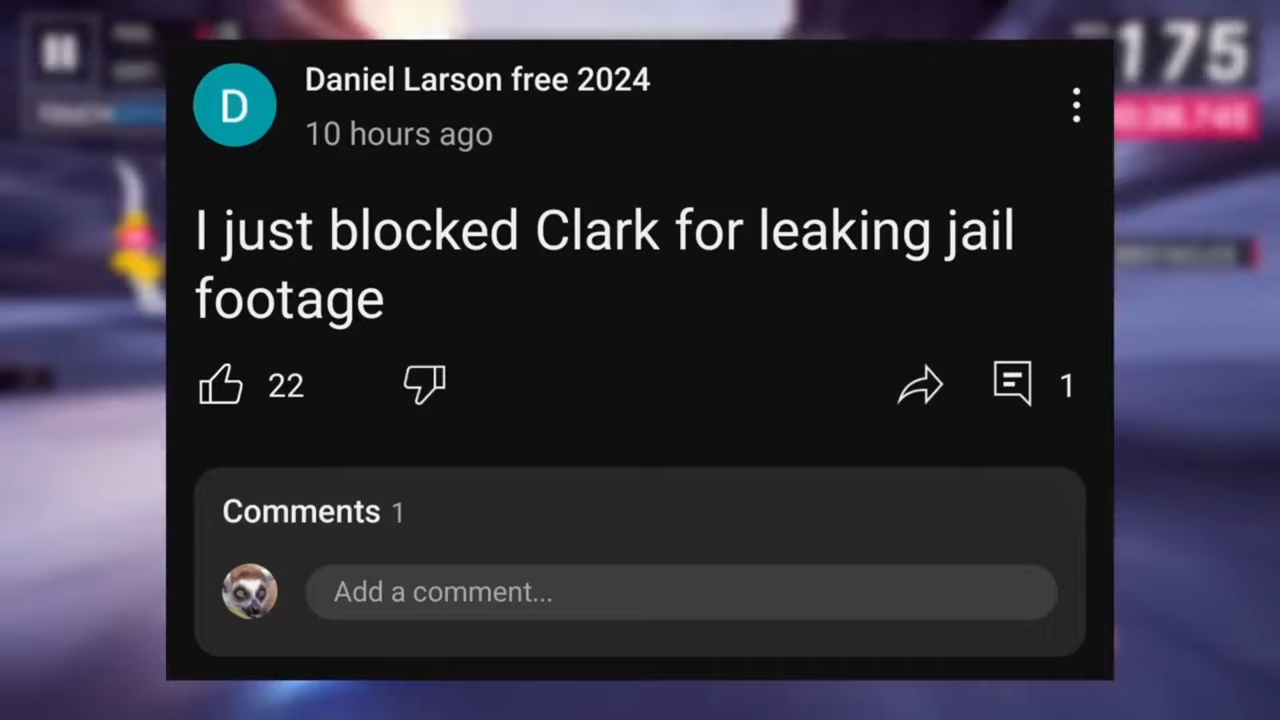 Daniel Larson free 2024
10 hours ago
I just blocked Clark for leaking jail
footage
22
1
Comments 1
Add a comment...
D
175